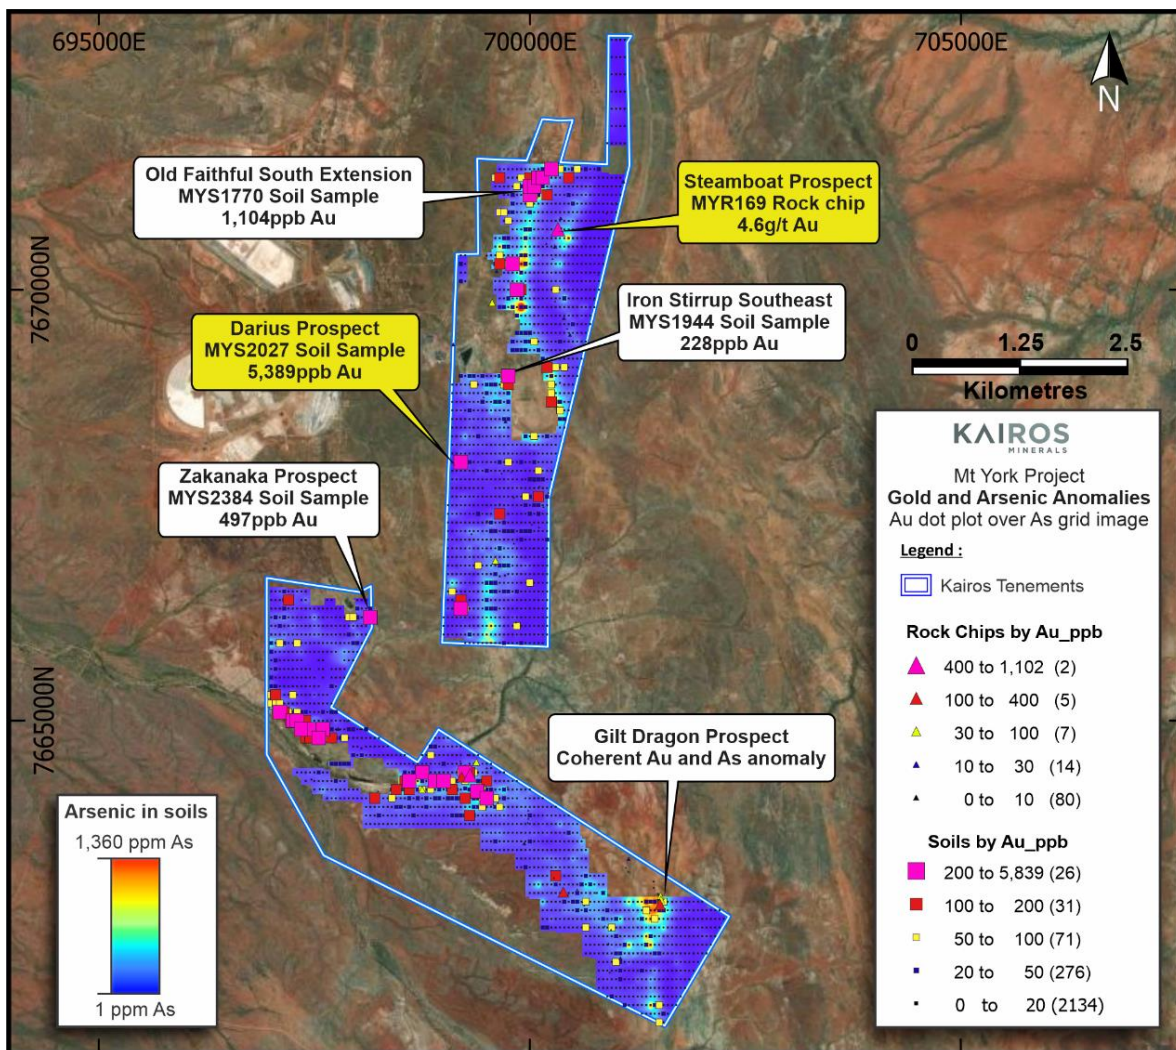 695000E
700000E
705000E
N
Old Faithful South Extension
MYS1770 Soil Sample
1,104ppb Au
Steamboat Prospect
MYR169 Rock chip
4.6g/t Au
7670000N
Iron Stirrup Southeast
MYS1944 Soil Sample
228ppb Au
Darius Prospect
MYS2027 Soil Sample
5,389ppb Au
0 1.25 2.5
Kilometres
Zakanaka Prospect
MYS2384 Soil Sample
497ppb Au
7665000N
Gilt Dragon Prospect
Coherent Au and As anomaly
Arsenic in soils
1,360 ppm As
1 ppm As
KAIROS
MINERALS
Mt York Project
Gold and Arsenic Anomalies
Au dot plot over As grid image
Legend :
Kairos Tenements
Rock Chips by Au_ppb
400 to 1,102 (2)
100 to 400 (5)
30 to 100 (7)
10 to 30 (14)
0 to 10 (80)
Soils by Au_ppb
200 to 5,839 (26)
100 to 200 (31)
50 to 100 (71)
20 to 50 (276)
0 to 20 (2134)